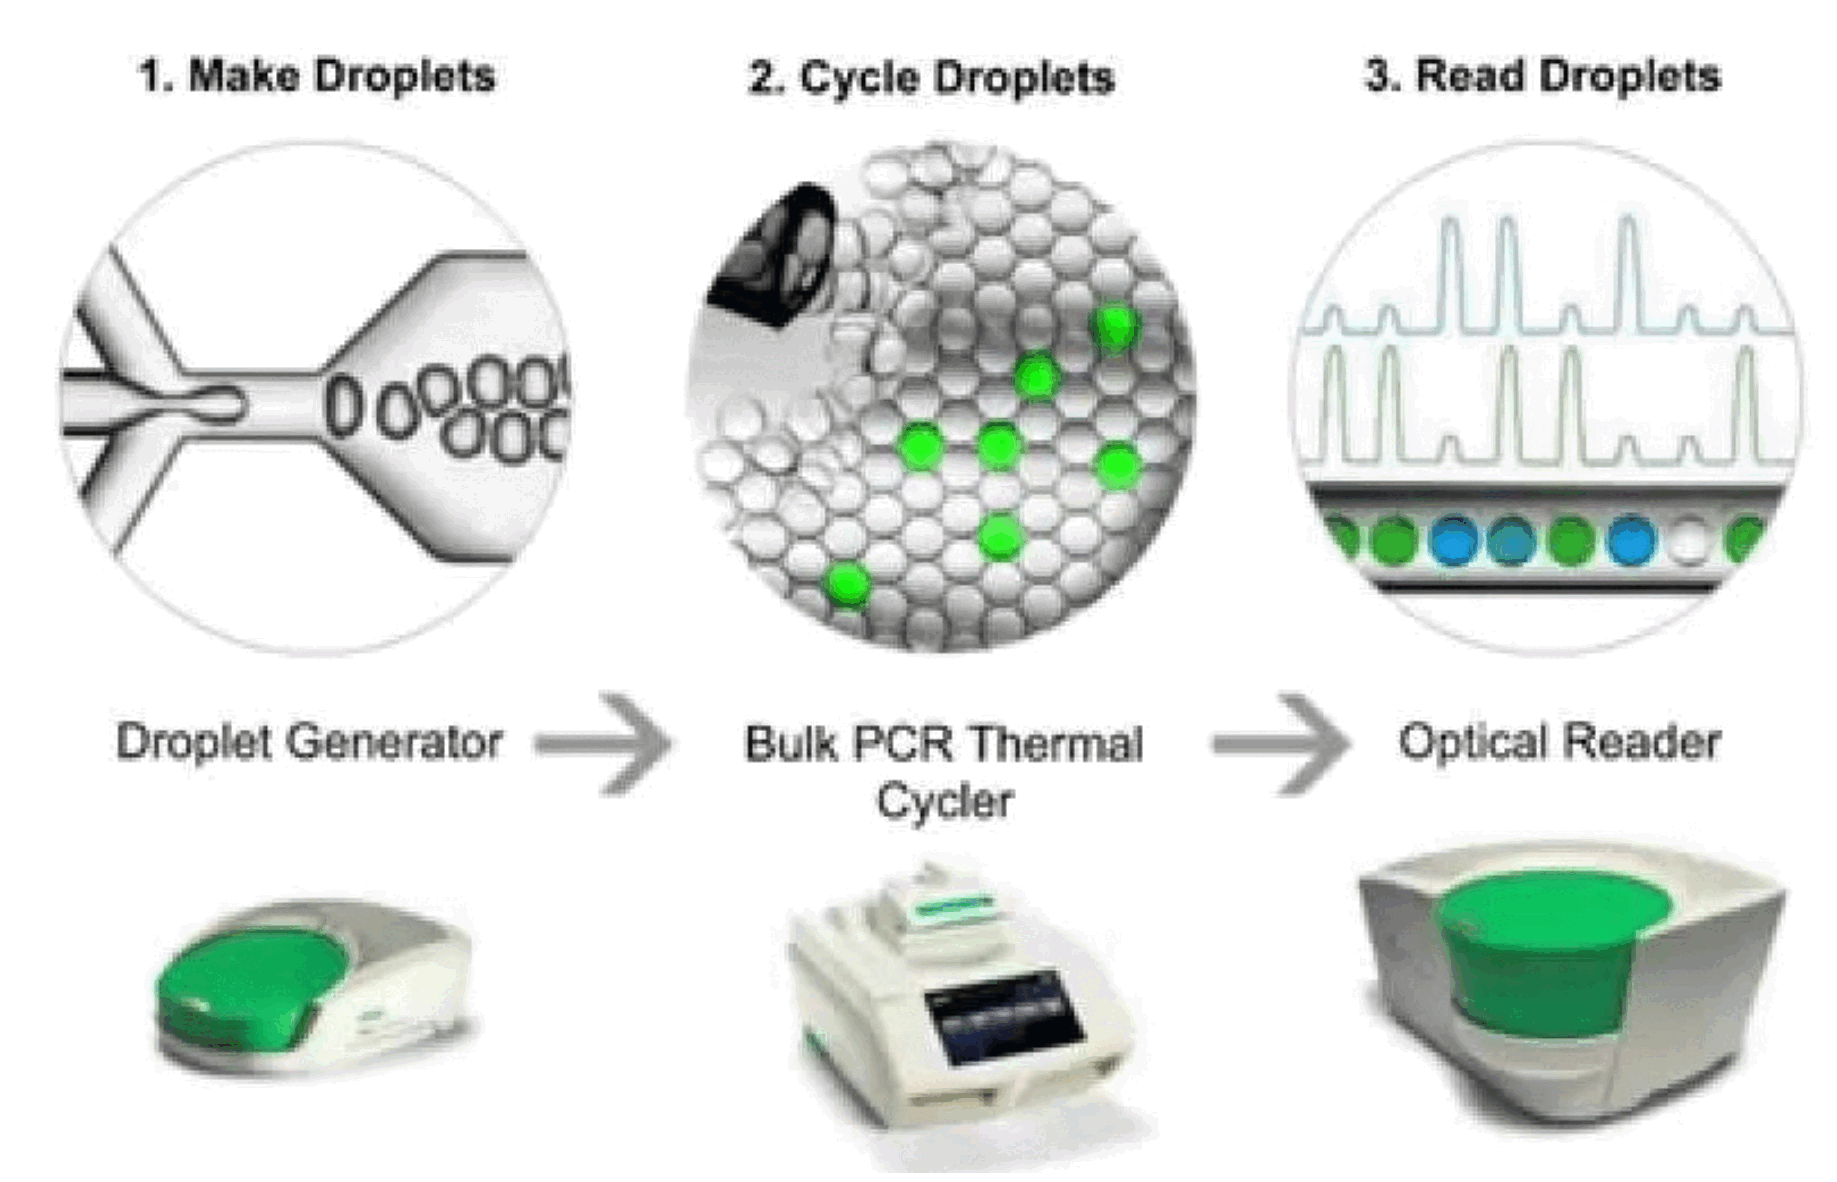 1. Make Droplets
2. Cycle Droplets
3. Read Droplets
Droplet Generator
Bulk PCR Thermal
Cycler
Optical Reader